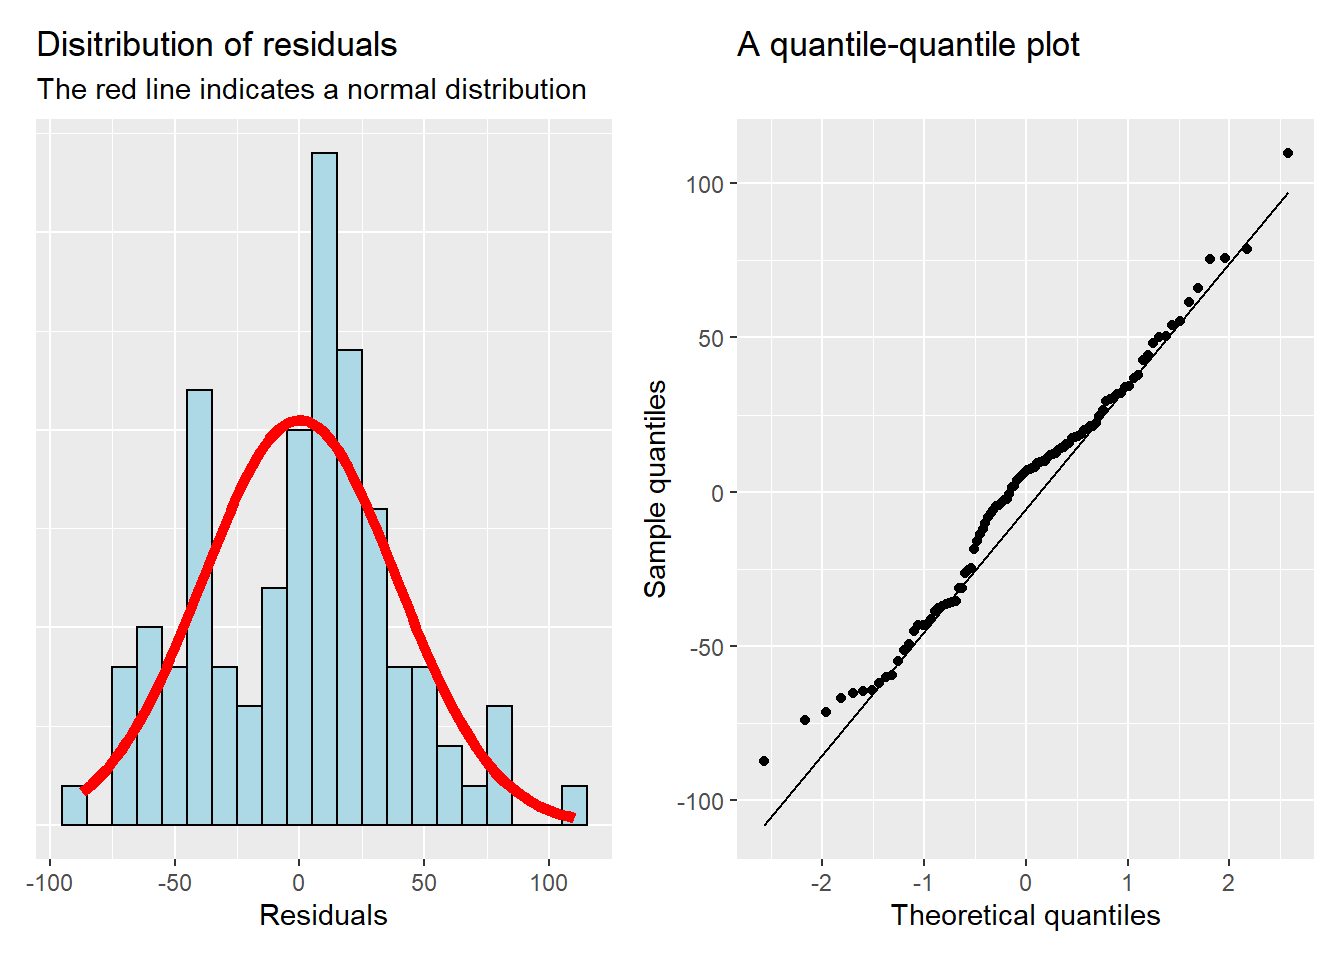 Disitribution of residuals
The red line indicates a normal distribution
-100 -50 0 50 100
Residuals
A quantile-quantile plot
100
50
0
-50
-100
Sample quantiles
-2 -1 0 1 2
Theoretical quantiles